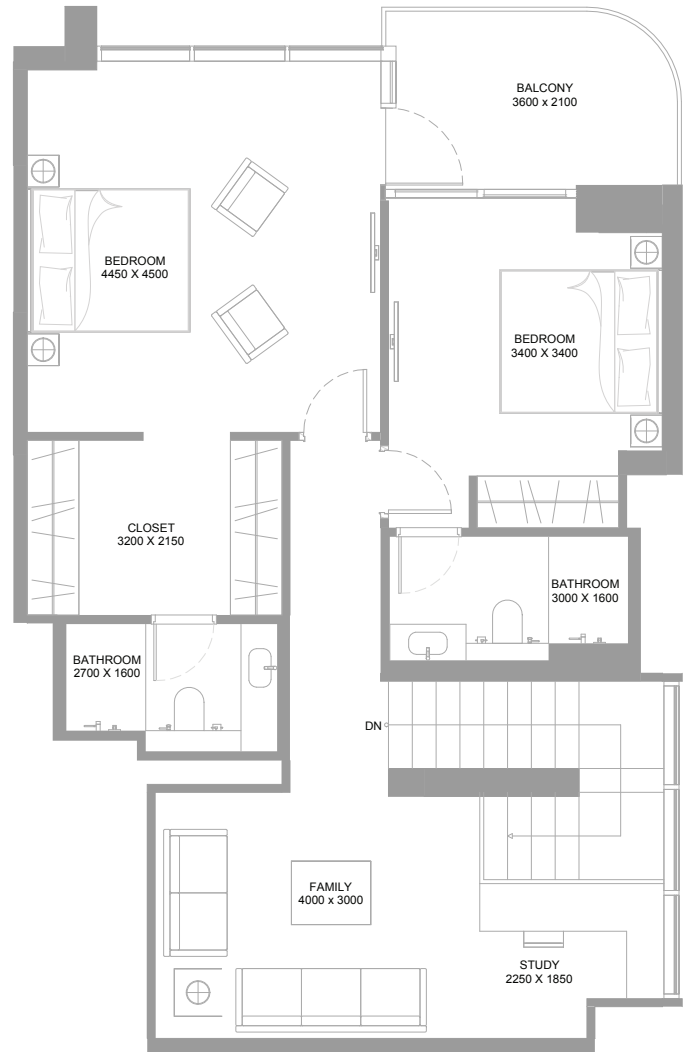 BALCONY
3600 x 2100
BEDROOM
4450 X 4500
BEDROOM
3400 X 3400
CLOSET
3200 X 2150
BATHROOM
3000 X 1600
BATHROOM
2700 X 1600
DN
FAMILY
4000 x 3000
STUDY
2250 X 1850